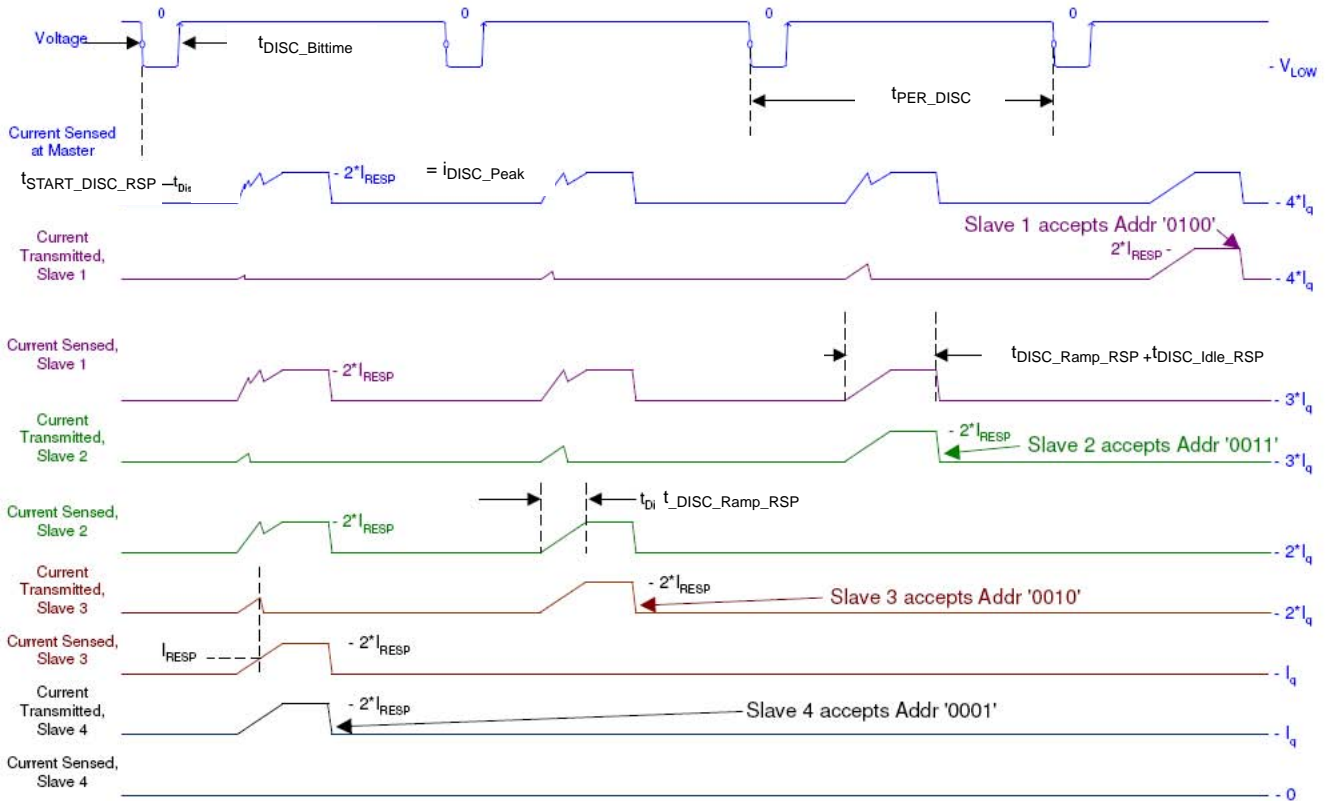 0 0 0 0
Voltage
tDISC_Bittime
- VLOW
tPER_DISC
Current Sensed
at Master
tSTART_DISC_RSP –tDis
- 2*IRESP = iDISC_Peak
- 4*Iq
Slave 1 accepts Addr '0100'
Current
Transmitted,
Slave 1
2*IRESP -
- 4*Iq
Current Sensed,
Slave 1
- 2*IRESP
tDISC_Ramp_RSP +tDISC_Idle_RSP
- 3*Iq
Current
Transmitted,
Slave 2
- 2*IRESP
Slave 2 accepts Addr '0011'
- 3*Iq
Current Sensed,
Slave 2
- 2*IRESP
tDi t_DISC_Ramp_RSP
- 2*Iq
Current
Transmitted,
Slave 3
- 2*IRESP
Slave 3 accepts Addr '0010'
- 2*Iq
Current Sensed,
Slave 3
IRESP
- 2*IRESP
- Iq
Current
Transmitted,
Slave 4
- 2*IRESP
Slave 4 accepts Addr '0001'
- Iq
Current Sensed,
Slave 4
- 0